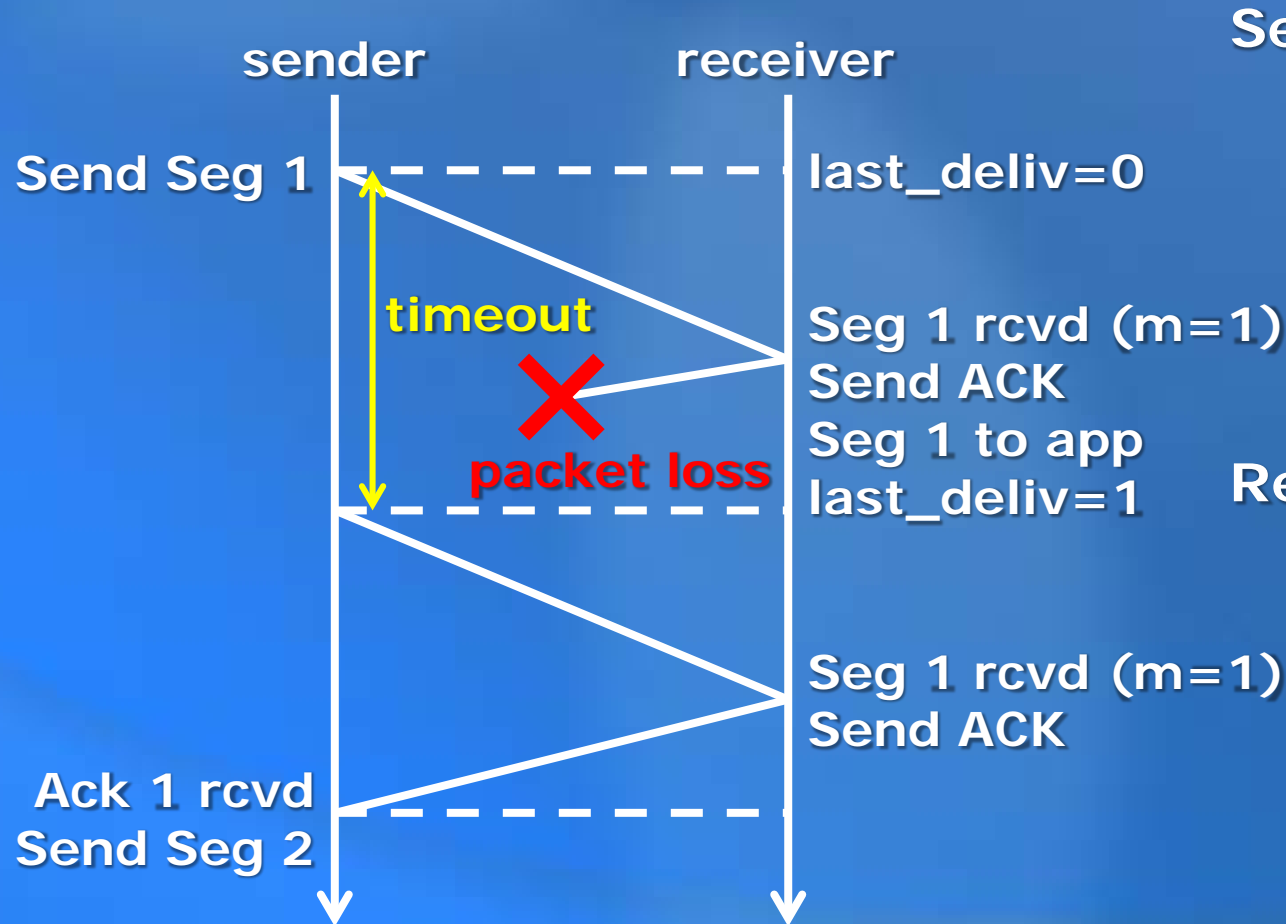 sender
receiver
Send Seg 1
last_deliv=0
timeout
Seg 1 rcvd (m=1)
Send ACK
Seg 1 to app
last_deliv=1
packet loss
Seg 1 rcvd (m=1)
Send ACK
Ack 1 rcvd
Send Seg 2